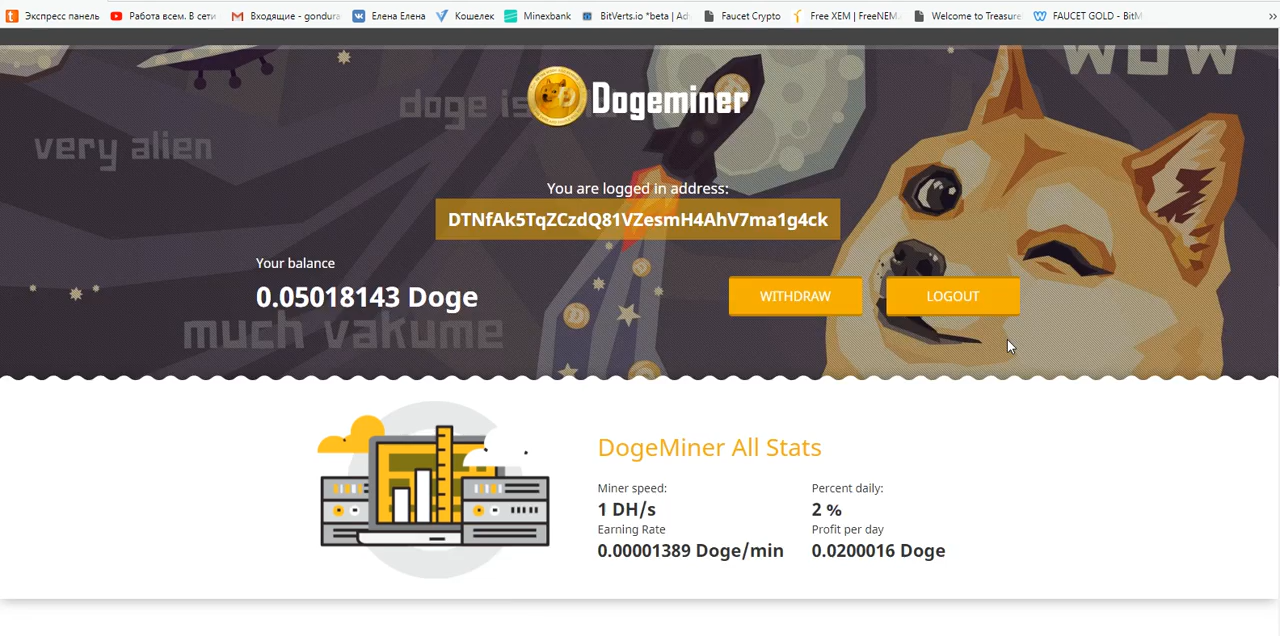 Экспресс панель
Работа всем. В сети
Входящие - gondura
Елена Елена
Кошелек
Minexbank
BitVerts.io *beta | Adv
Faucet Crypto
Free XEM | FreeNEM.
Welcome to Treasure
FAUCET GOLD - BitM
»
wow
doge is
Dogeminer
very alien
You are logged in address:
DTNfAk5TqZCzdQ81VZesmH4AhV7ma1g4ck
Your balance
0.05018143 Doge
WITHDRAW
LOGOUT
much vakume
DogeMiner All Stats
Miner speed:
Percent daily:
1 DH/s
2 %
Earning Rate
Profit per day
0.00001389 Doge/min
0.0200016 Doge